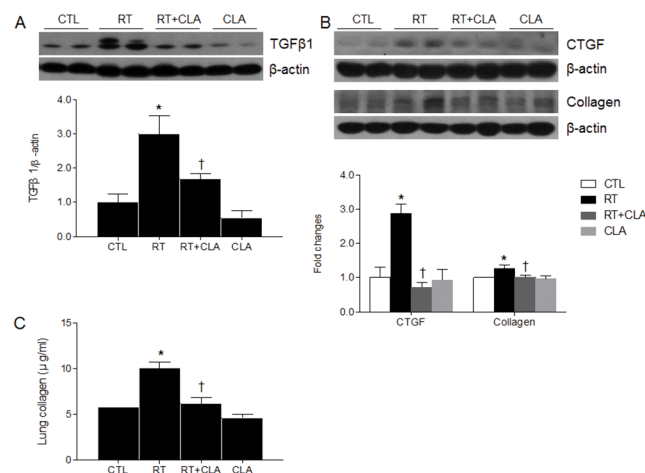 A
CTL RT RT+CLA CLA
TGFβ1
β-actin
4.0
3.0
2.0
1.0
0.0
TGFβ 1/β -actin
*
†
CTL RT RT+CLA CLA
B
CTL RT RT+CLA CLA
CTGF
β-actin
Collagen
β-actin
CTL
RT
RT+CLA
CLA
4.0
3.0
2.0
1.0
0.0
Fold changes
*
†
*
†
CTGF Collagen
C
15
10
5
0
Lung collagen (μ g/ml)
*
†
CTL RT RT+CLA CLA